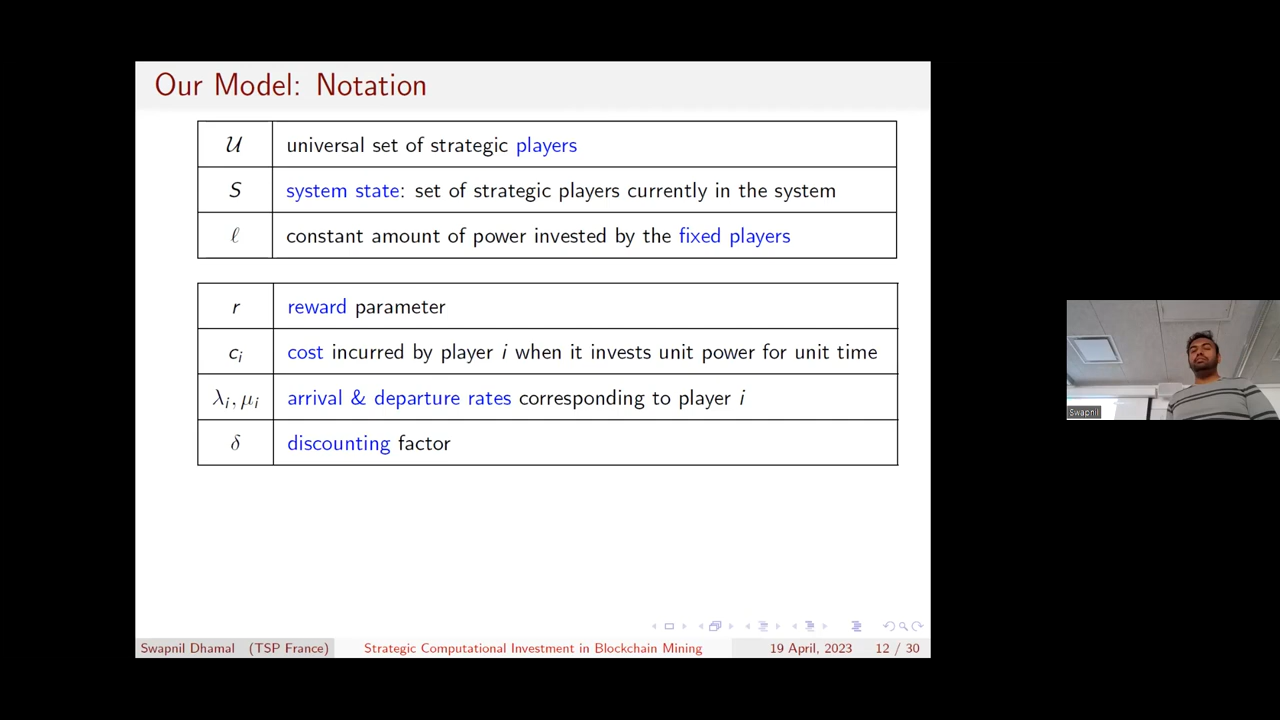 Our Model: Notation
𝒰 universal set of strategic players
S system state: set of strategic players currently in the system
ℓ constant amount of power invested by the fixed players
r reward parameter
cᵢ cost incurred by player i when it invests unit power for unit time
λᵢ, μᵢ arrival & departure rates corresponding to player i
δ discounting factor
Swapnil
Swapnil Dhamal (TSP France) Strategic Computational Investment in Blockchain Mining 19 April, 2023 12 / 30